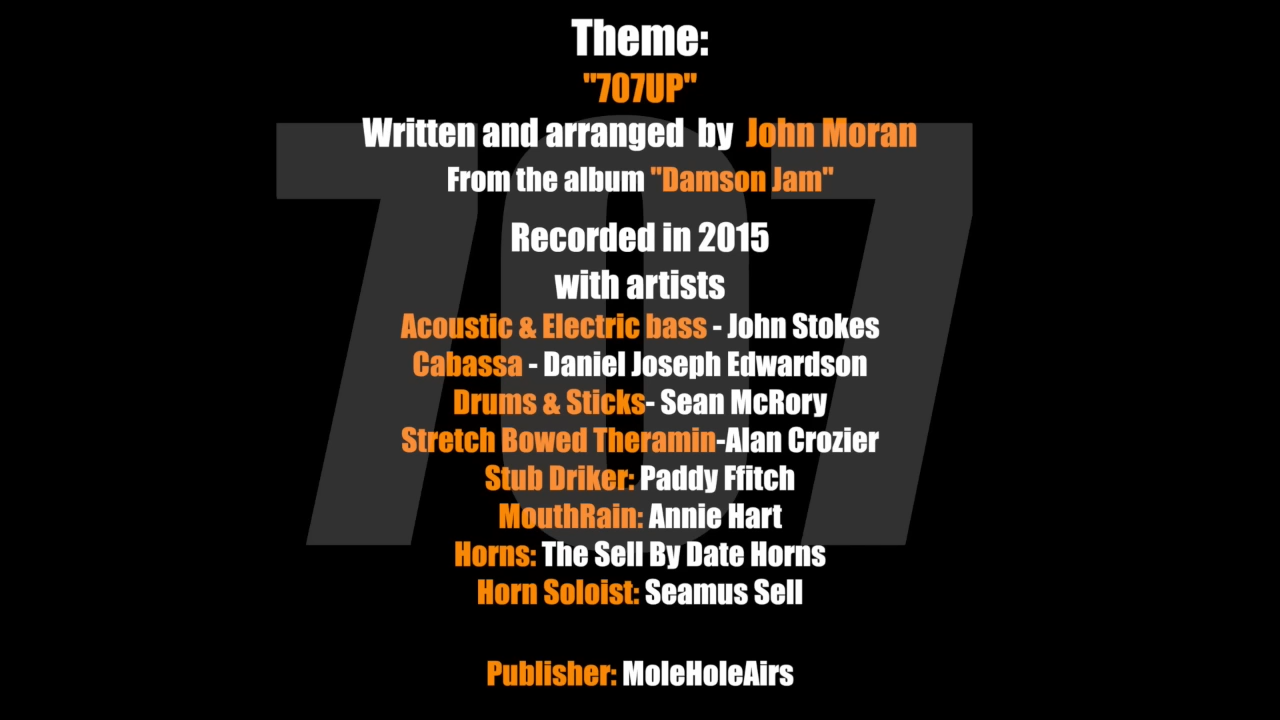 Theme:
"707UP"
Written and arranged by John Moran
From the album "Damson Jam"
Recorded in 2015
with artists
Acoustic & Electric bass - John Stokes
Cabassa - Daniel Joseph Edwardson
Drums & Sticks- Sean McRory
Stretch Bowed Theramin-Alan Crozier
Stub Driker: Paddy Ffitch
MouthRain: Annie Hart
Horns: The Sell By Date Horns
Horn Soloist: Seamus Sell
Publisher: MoleHoleAirs
707